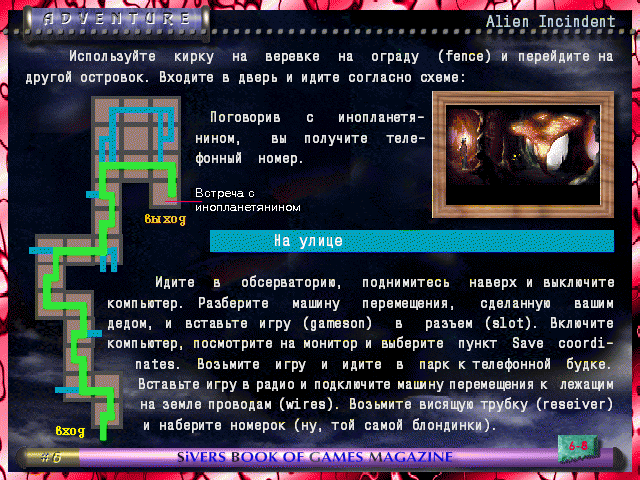 ADVENTURE
Alien Incindent
Используйте кирку на веревке на ограду (fence) и перейдите на
другой островок. Входите в дверь и идите согласно схеме:
Поговорив с инопланетя-
нином, вы получите теле-
фонный номер.
Встреча с
инопланетянином
выход
На улице
Идите в обсерваторию, поднимитесь наверх и выключите
компьютер. Разберите машину перемещения, сделанную вашим
дедом, и вставьте игру (gameson) в разъем (slot). Включите
компьютер, посмотрите на монитор и выберите пункт Save coordi-
nates. Возьмите игру и идите в парк к телефонной будке.
Вставьте игру в радио и подключите машину перемещения к лежащим
на земле проводам (wires). Возьмите висящую трубку (reseiver)
и наберите номерок (ну, той самой блондинки).
вход
#6
SiVERS BOOK OF GAMES MAGAZINE
6-8